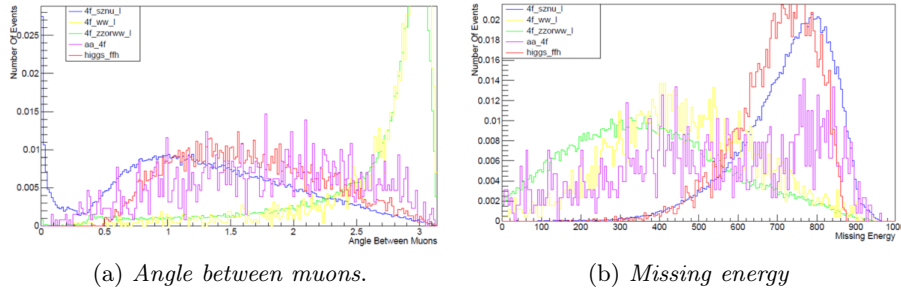 Number Of Events
0.025
0.02
0.015
0.01
0.005
0
4f_sznu_l
4f_ww_l
4f_zzorww_l
aa_4f
higgs_ffh
0 0.5 1 1.5 2 2.5 3
Angle Between Muons
(a) Angle between muons.
Number Of Events
0.02
0.018
0.016
0.014
0.012
0.01
0.008
0.006
0.004
0.002
0
4f_sznu_l
4f_ww_l
4f_zzorww_l
aa_4f
higgs_ffh
0 100 200 300 400 500 600 700 800 900 1000
Missing Energy
(b) Missing energy